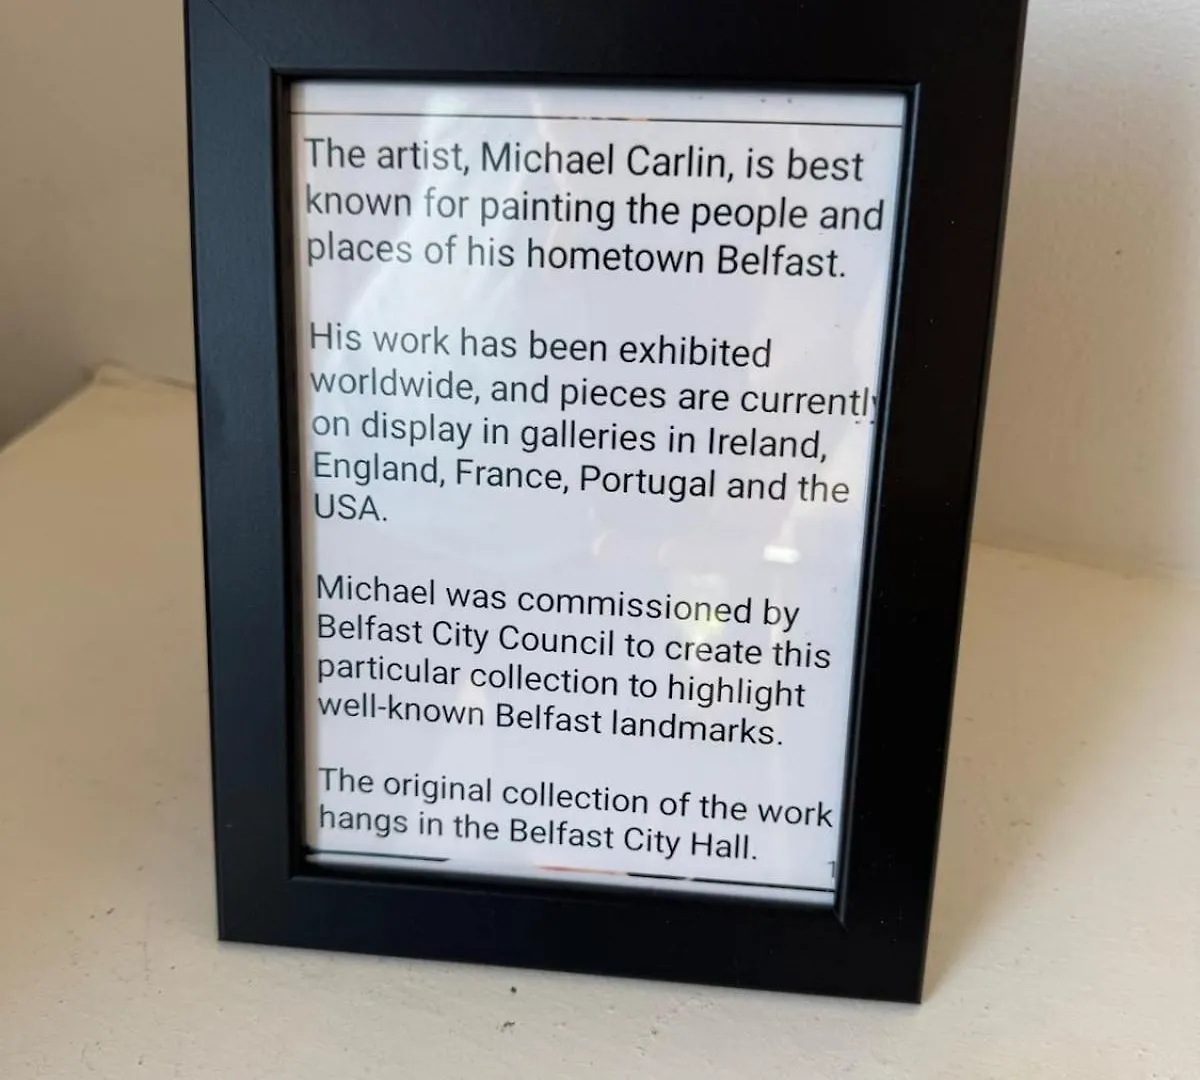 The artist, Michael Carlin, is best
known for painting the people and
places of his hometown Belfast.
His work has been exhibited
worldwide, and pieces are currently
on display in galleries in Ireland,
England, France, Portugal and the
USA.
Michael was commissioned by
Belfast City Council to create this
particular collection to highlight
well-known Belfast landmarks.
The original collection of the work
hangs in the Belfast City Hall.